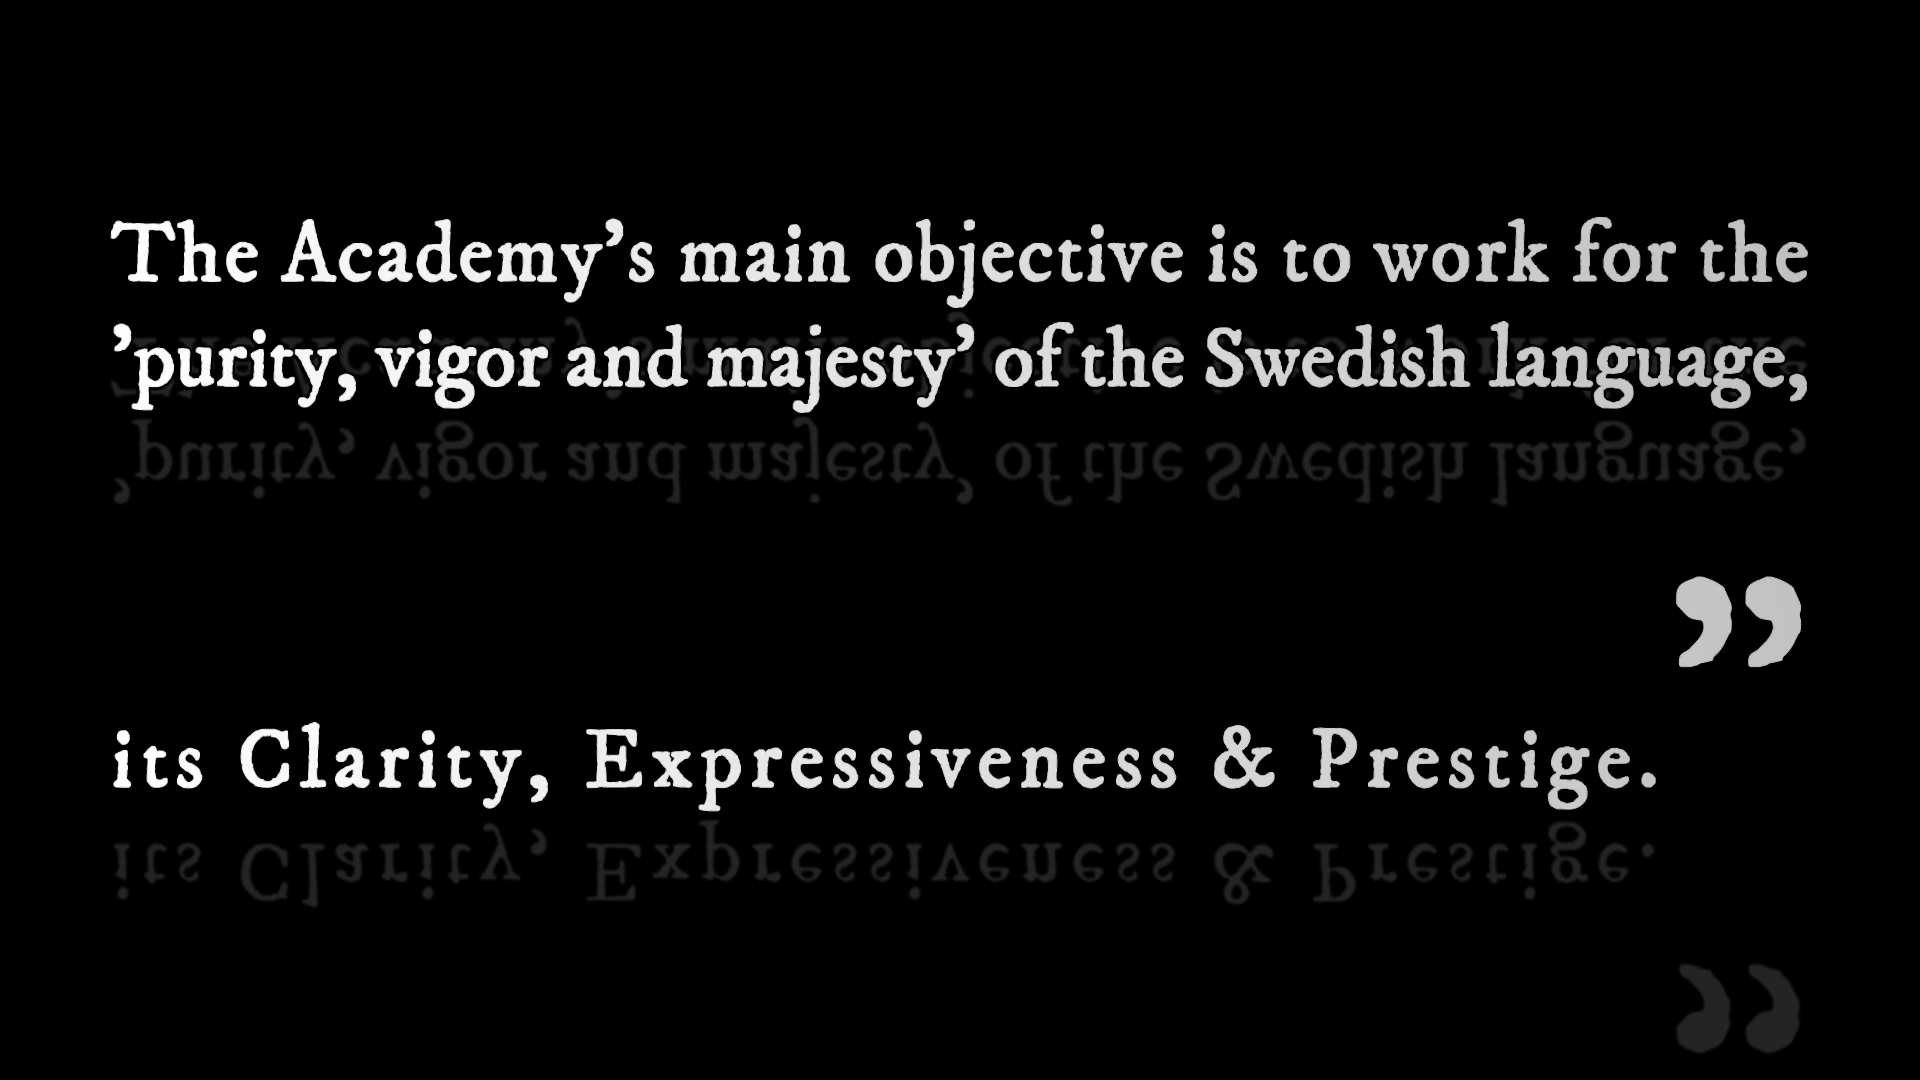 The Academy’s main objective is to work for the
’purity, vigor and majesty’ of the Swedish language,
”
its Clarity, Expressiveness & Prestige.